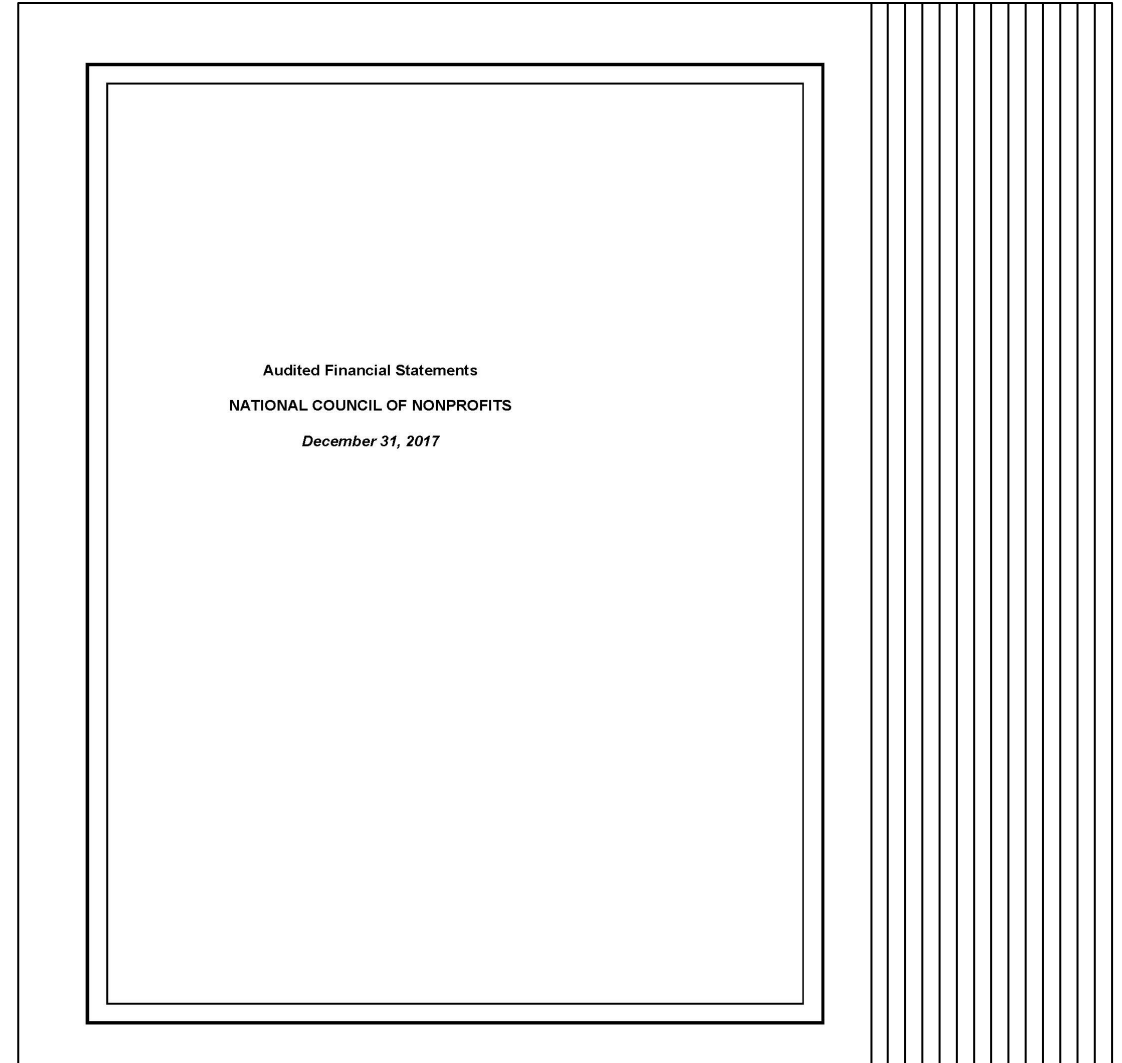 Audited Financial Statements
NATIONAL COUNCIL OF NONPROFITS
December 31, 2017